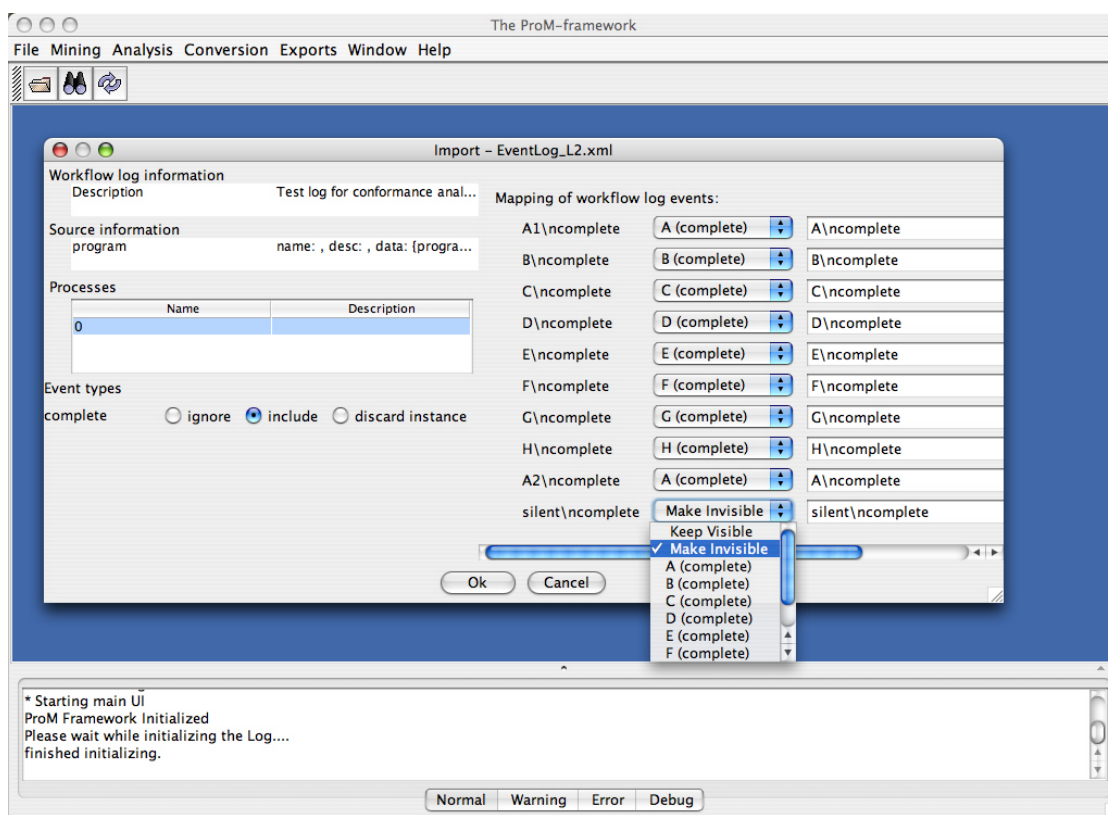 The ProM-framework
File Mining Analysis Conversion Exports Window Help
Import - EventLog_L2.xml
Workflow log information
Description Test log for conformance anal...
Source information
program name: , desc: , data: {progra...
Processes
Name Description
0
Event types
complete ignore include discard instance
Mapping of workflow log events:
A1\ncomplete A (complete) A\ncomplete
B\ncomplete B (complete) B\ncomplete
C\ncomplete C (complete) C\ncomplete
D\ncomplete D (complete) D\ncomplete
E\ncomplete E (complete) E\ncomplete
F\ncomplete F (complete) F\ncomplete
G\ncomplete G (complete) G\ncomplete
H\ncomplete H (complete) H\ncomplete
A2\ncomplete A (complete) A\ncomplete
silent\ncomplete Make Invisible silent\ncomplete
Keep Visible
✓ Make Invisible
A (complete)
B (complete)
C (complete)
D (complete)
E (complete)
F (complete)
Ok Cancel
* Starting main UI
ProM Framework Initialized
Please wait while initializing the Log....
finished initializing.
Normal Warning Error Debug